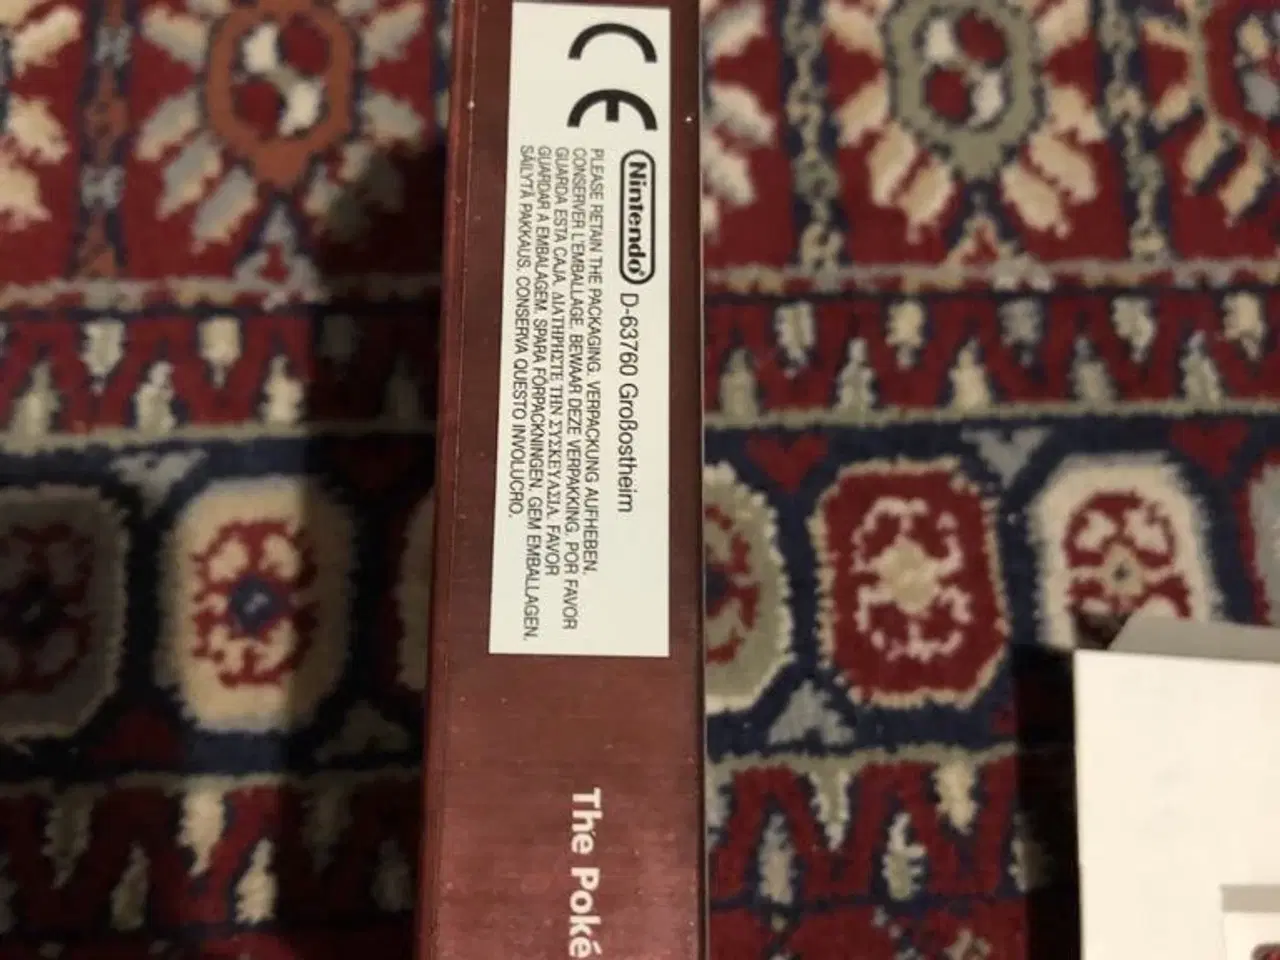 CE
Nintendo® D-63760 Großostheim
PLEASE RETAIN THE PACKAGING. VERPACKUNG AUFHEBEN.
CONSERVER L'EMBALLAGE. BEWAAR DEZE VERPAKKING. POR FAVOR
GUARDA ESTA CAJA. ΔΙΑΤΗΡΗΣΤΕ ΤΗΝ ΣΥΣΚΕΥΑΣΙΑ. FAVOR
GUARDAR A EMBALAGEM. SPARA FÖRPACKNINGEN. GEM EMBALLAGEN.
SÄILYTÄ PAKKAUS. CONSERVA QUESTO INVOLUCRO.
The Poké